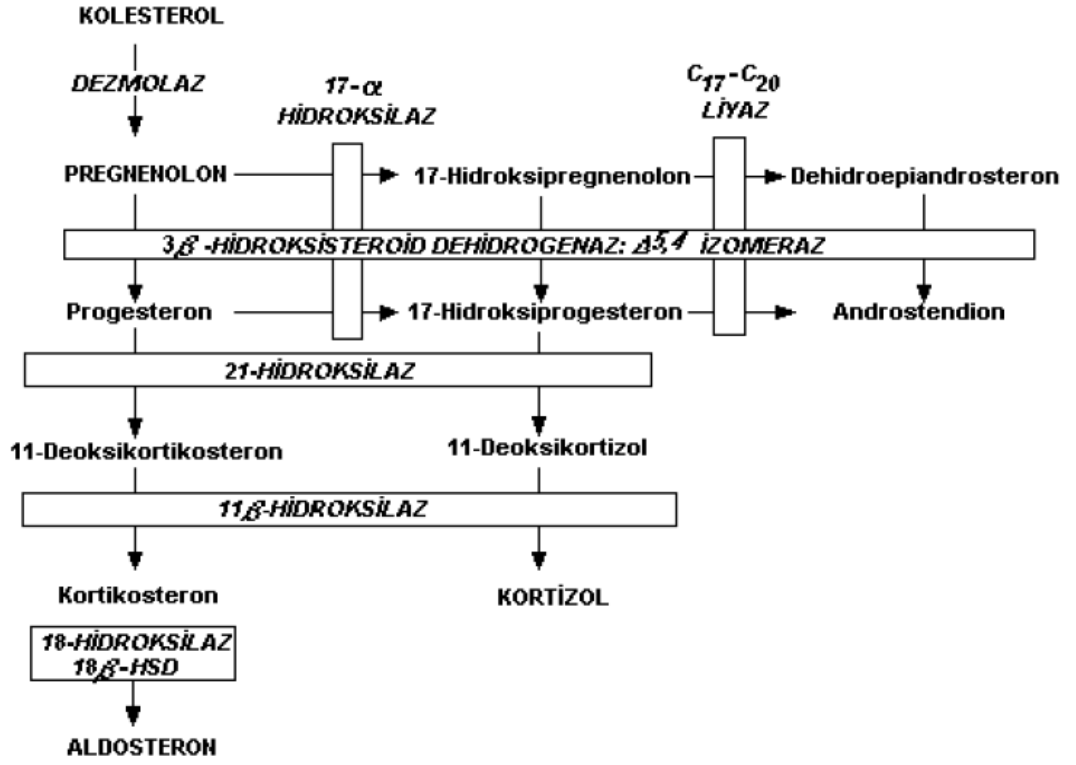 KOLESTEROL
DEZMOLAZ
17-α
HİDROKSİLAZ
C17-C20
LİYAZ
PREGNENOLON
17-Hidroksipregnenolon
Dehidroepiandrosteron
3β -HİDROKSİSTEROİD DEHİDROGENAZ: Δ5,4 İZOMERAZ
Progesteron
17-Hidroksiprogesteron
Androstendion
21-HİDROKSİLAZ
11-Deoksikortikosteron
11-Deoksikortizol
11β-HİDROKSİLAZ
Kortikosteron
KORTİZOL
18-HİDROKSİLAZ
18β-HSD
ALDOSTERON